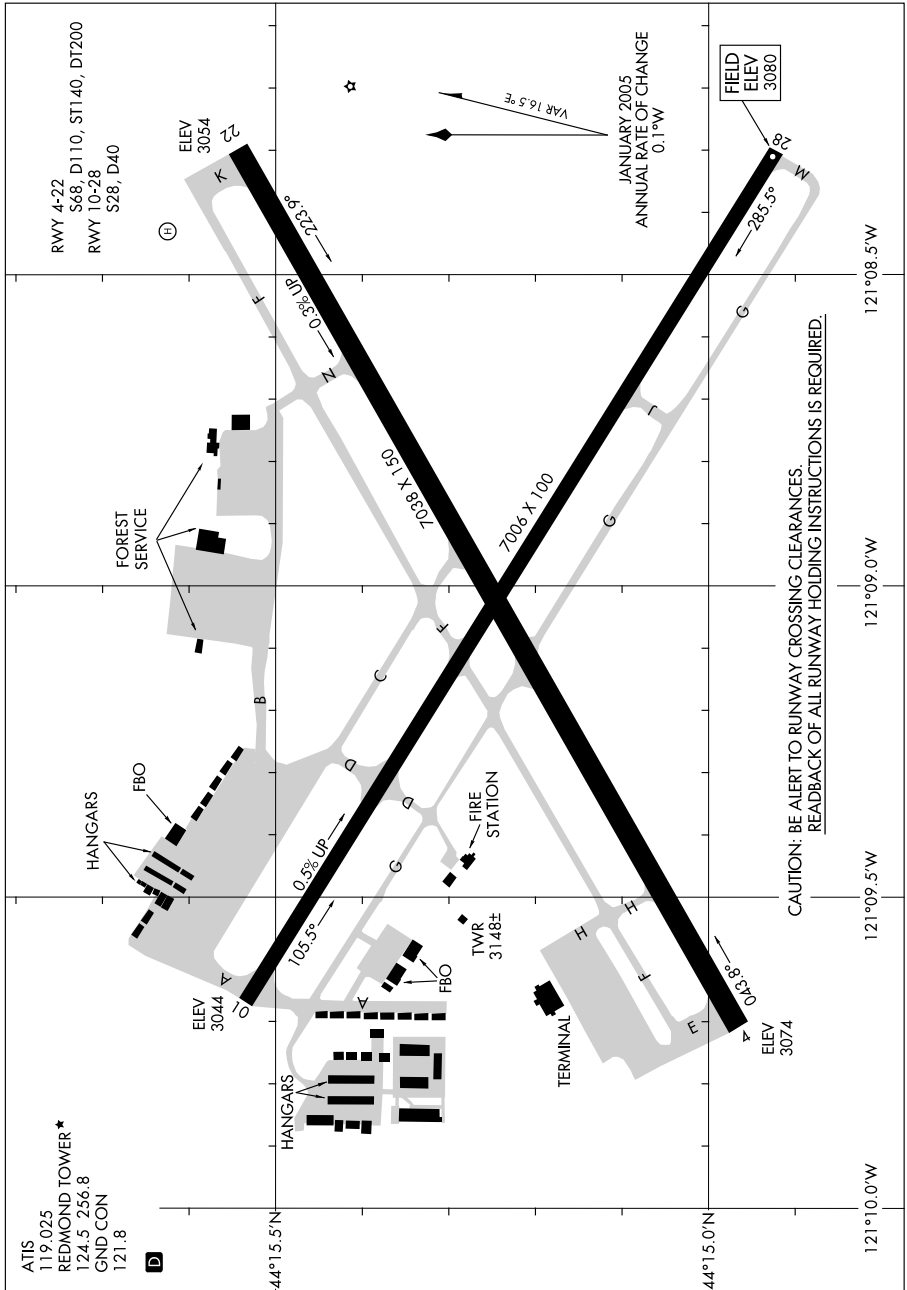 ATIS
119.025
REDMOND TOWER★
124.5 256.8
GND CON
121.8
D
RWY 4-22
S68, D110, ST140, DT200
RWY 10-28
S28, D40
H
HANGARS
FBO
FOREST
SERVICE
ELEV
3054
22
K
223.9°
0.3% UP
F
N
VAR 16.5°E
JANUARY 2005
ANNUAL RATE OF CHANGE
0.1°W
FIELD
ELEV
3080
28
M
285.5°
G
J
G
7038 X 150
7006 X 100
B
C
F
D
D
G
0.5% UP
105.5°
A
10
ELEV
3044
A
FBO
HANGARS
TWR
3148±
FIRE
STATION
TERMINAL
H
H
F
E
043.8°
4
ELEV
3074
44°15.5'N
44°15.0'N
CAUTION: BE ALERT TO RUNWAY CROSSING CLEARANCES.
READBACK OF ALL RUNWAY HOLDING INSTRUCTIONS IS REQUIRED.
121°10.0'W
121°09.5'W
121°09.0'W
121°08.5'W